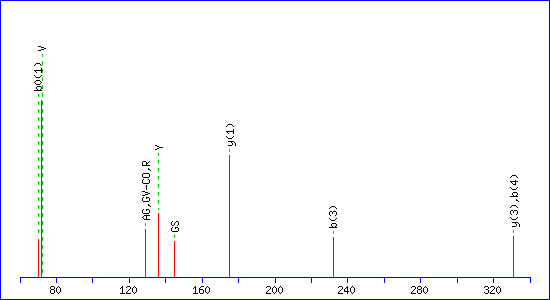 V
b0(1)
AG,GV-CO,R
Y
GS
y(1)
b(3)
y(3),b(4)
80 120 160 200 240 280 320